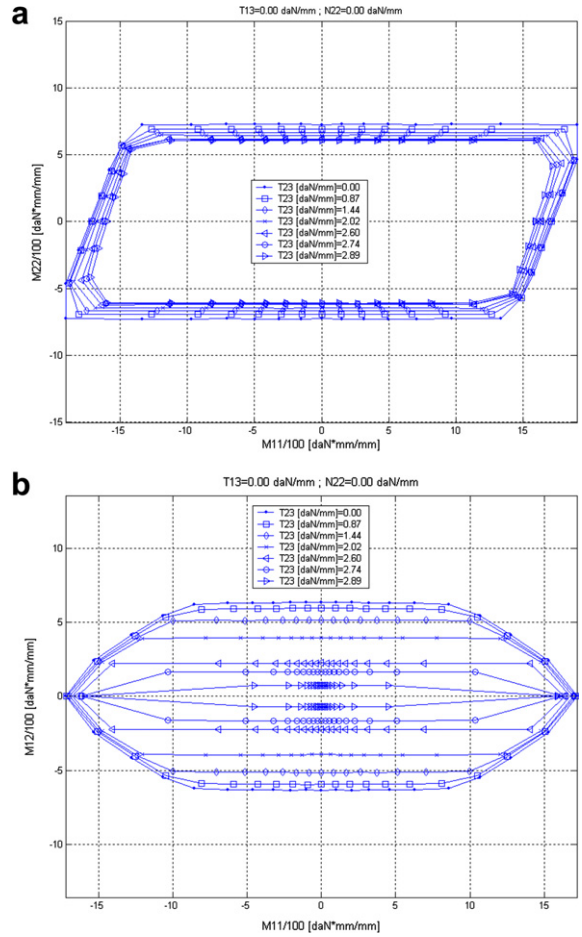 a
T13=0.00 daN/mm ; N22=0.00 daN/mm
15
10
5
0
-5
-10
-15
M22/100 [daN*mm/mm]
T23 [daN/mm]=0.00
T23 [daN/mm]=0.87
T23 [daN/mm]=1.44
T23 [daN/mm]=2.02
T23 [daN/mm]=2.60
T23 [daN/mm]=2.74
T23 [daN/mm]=2.89
-15 -10 -5 0 5 10 15
M11/100 [daN*mm/mm]
b
T13=0.00 daN/mm ; N22=0.00 daN/mm
10
5
0
-5
-10
M12/100 [daN*mm/mm]
T23 [daN/mm]=0.00
T23 [daN/mm]=0.87
T23 [daN/mm]=1.44
T23 [daN/mm]=2.02
T23 [daN/mm]=2.60
T23 [daN/mm]=2.74
T23 [daN/mm]=2.89
-15 -10 -5 0 5 10 15
M11/100 [daN*mm/mm]